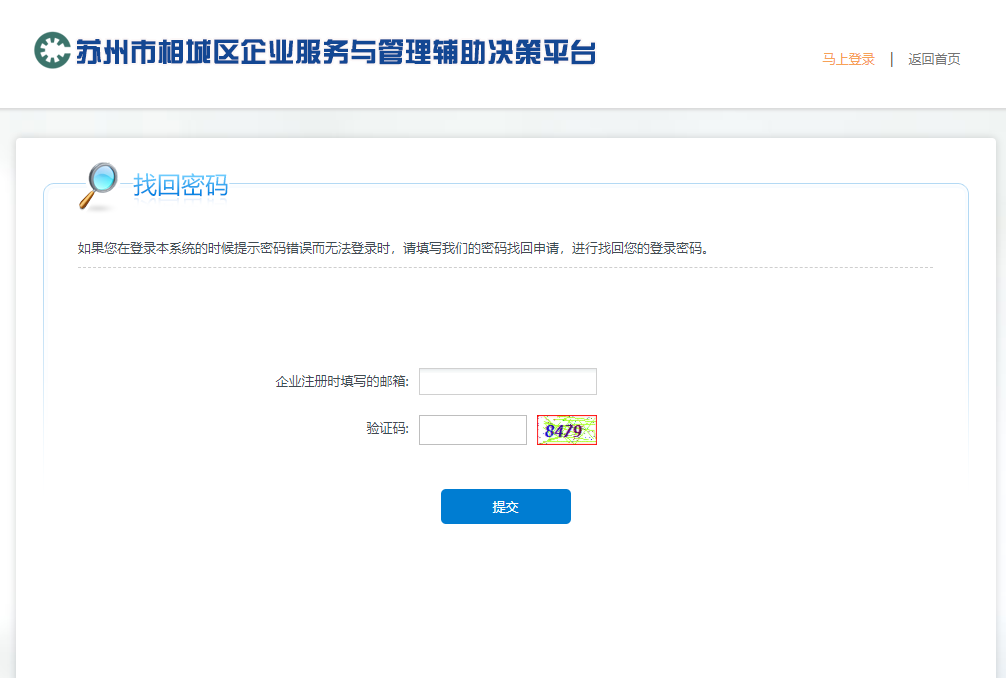 苏州市相城区企业服务与管理辅助决策平台
马上登录 | 返回首页
找回密码
如果您在登录本系统的时候提示密码错误而无法登录时，请填写我们的密码找回申请，进行找回您的登录密码。
企业注册时填写的邮箱:
验证码:
8479
提交